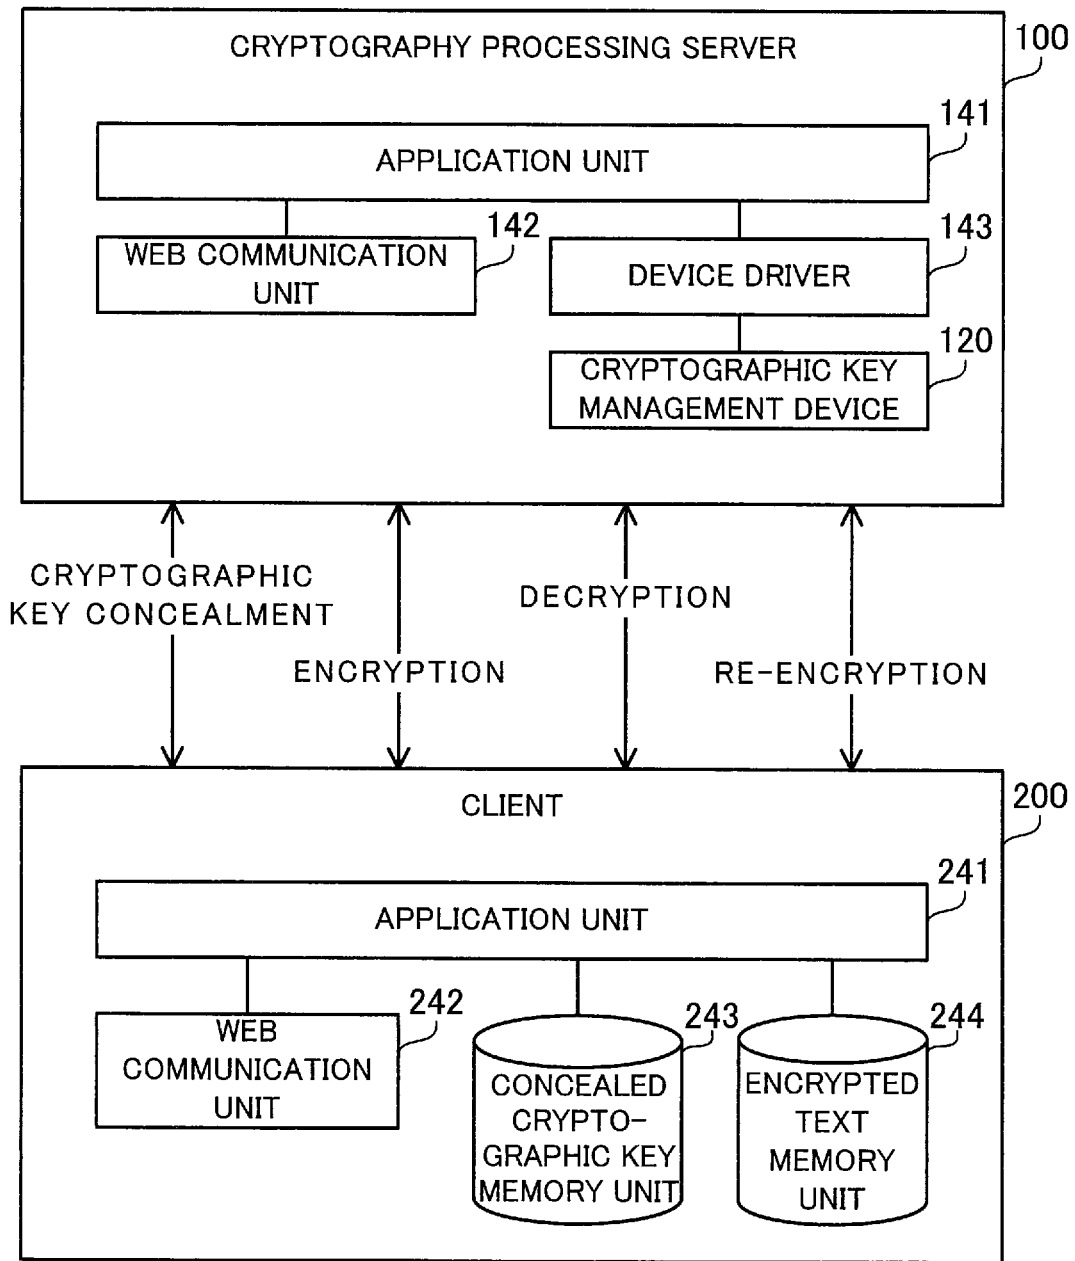 CRYPTOGRAPHY PROCESSING SERVER
100
141
APPLICATION UNIT
142
WEB COMMUNICATION
UNIT
143
DEVICE DRIVER
120
CRYPTOGRAPHIC KEY
MANAGEMENT DEVICE
CRYPTOGRAPHIC
KEY CONCEALMENT
ENCRYPTION
DECRYPTION
RE-ENCRYPTION
CLIENT
200
241
APPLICATION UNIT
242
WEB
COMMUNICATION
UNIT
243
CONCEALED
CRYPTO-
GRAPHIC KEY
MEMORY UNIT
244
ENCRYPTED
TEXT
MEMORY
UNIT